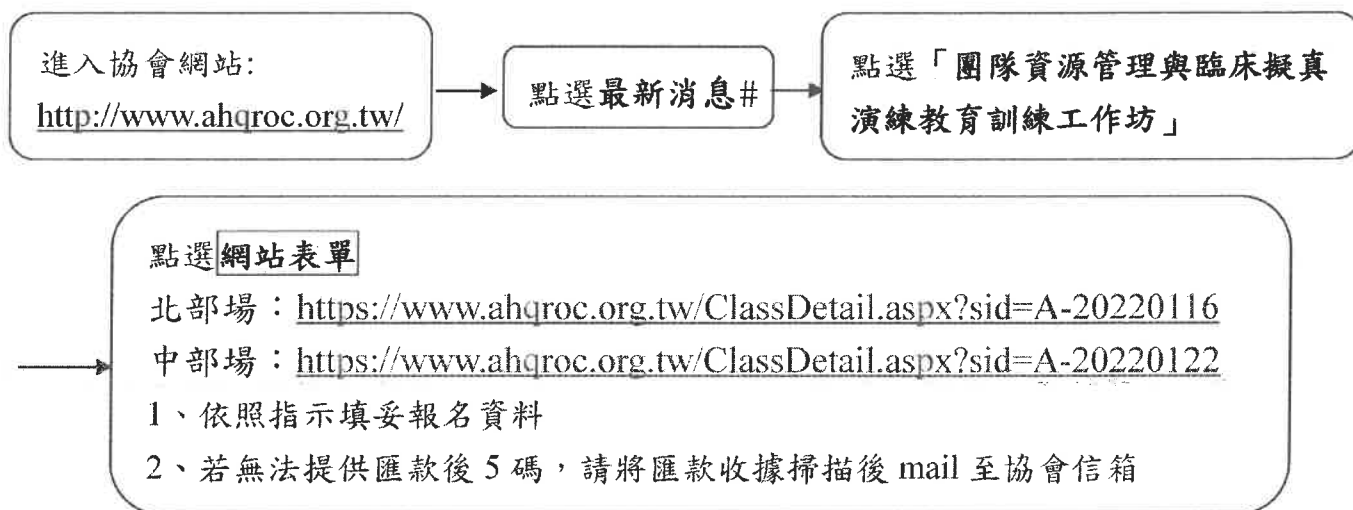 進入協會網站:
http://www.ahqroc.org.tw/
點選最新消息#
點選「團隊資源管理與臨床擬真
演練教育訓練工作坊」
點選網站表單
北部場：https://www.ahqroc.org.tw/ClassDetail.aspx?sid=A-20220116
中部場：https://www.ahqroc.org.tw/ClassDetail.aspx?sid=A-20220122
1、依照指示填妥報名資料
2、若無法提供匯款後 5 碼，請將匯款收據掃描後 mail 至協會信箱